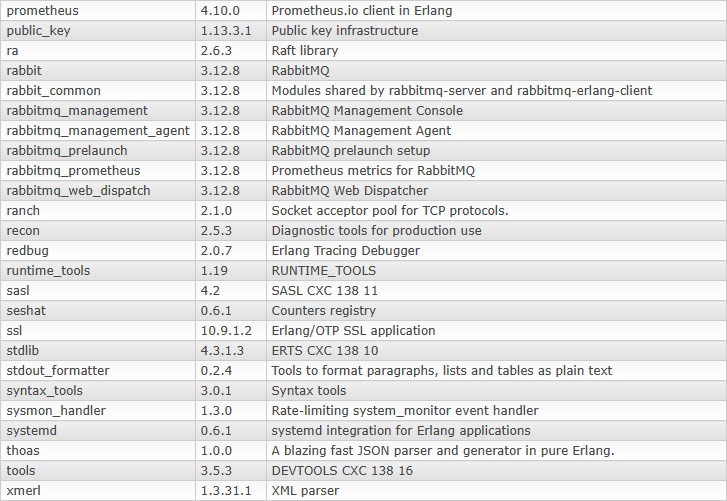 prometheus 4.10.0 Prometheus.io client in Erlang
public_key 1.13.3.1 Public key infrastructure
ra 2.6.3 Raft library
rabbit 3.12.8 RabbitMQ
rabbit_common 3.12.8 Modules shared by rabbitmq-server and rabbitmq-erlang-client
rabbitmq_management 3.12.8 RabbitMQ Management Console
rabbitmq_management_agent 3.12.8 RabbitMQ Management Agent
rabbitmq_prelaunch 3.12.8 RabbitMQ prelaunch setup
rabbitmq_prometheus 3.12.8 Prometheus metrics for RabbitMQ
rabbitmq_web_dispatch 3.12.8 RabbitMQ Web Dispatcher
ranch 2.1.0 Socket acceptor pool for TCP protocols.
recon 2.5.3 Diagnostic tools for production use
redbug 2.0.7 Erlang Tracing Debugger
runtime_tools 1.19 RUNTIME_TOOLS
sasl 4.2 SASL CXC 138 11
seshat 0.6.1 Counters registry
ssl 10.9.1.2 Erlang/OTP SSL application
stdlib 4.3.1.3 ERTS CXC 138 10
stdout_formatter 0.2.4 Tools to format paragraphs, lists and tables as plain text
syntax_tools 3.0.1 Syntax tools
sysmon_handler 1.3.0 Rate-limiting system_monitor event handler
systemd 0.6.1 systemd integration for Erlang applications
thoas 1.0.0 A blazing fast JSON parser and generator in pure Erlang.
tools 3.5.3 DEVTOOLS CXC 138 16
xmerl 1.3.31.1 XML parser